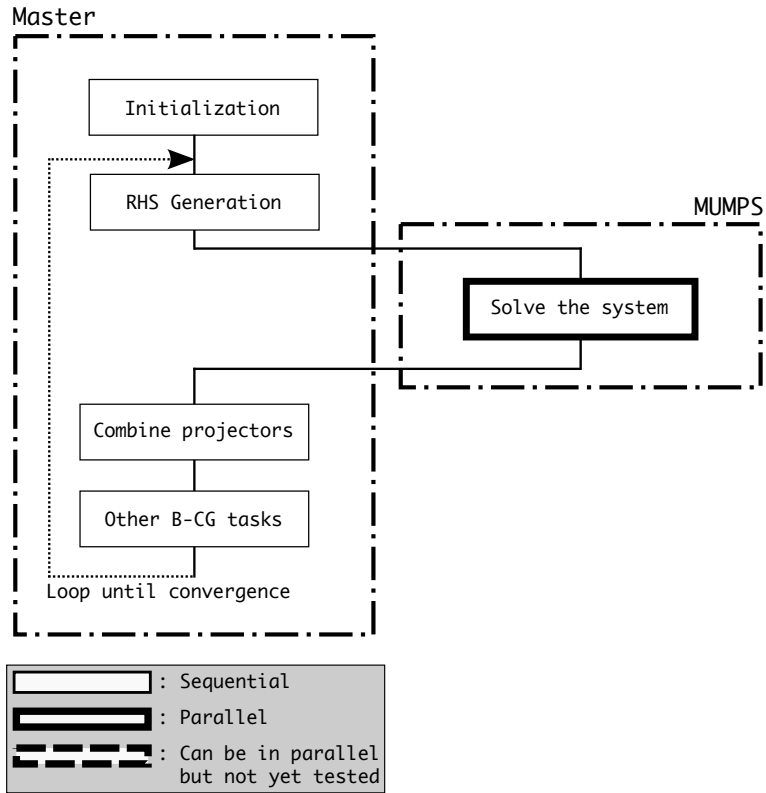 Master
Initialization
RHS Generation
MUMPS
Solve the system
Combine projectors
Other B-CG tasks
Loop until convergence
: Sequential
: Parallel
: Can be in parallel
but not yet tested